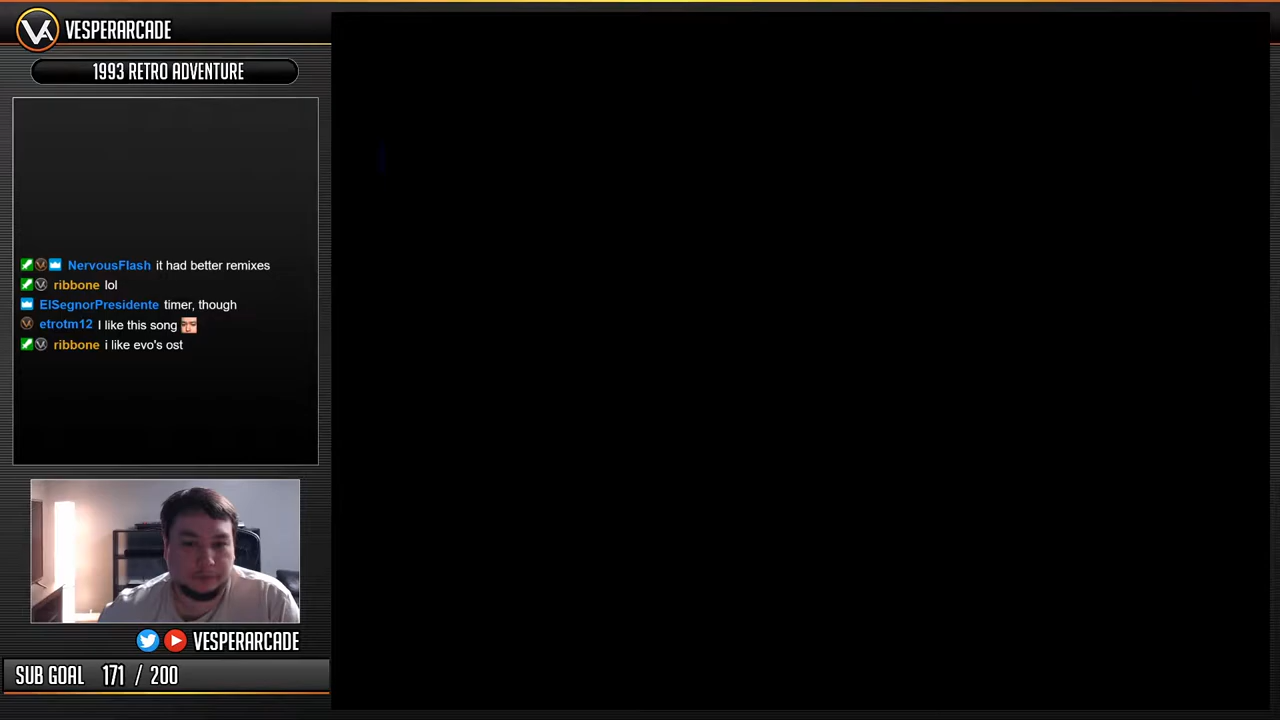 VA VESPERARCADE
1993 RETRO ADVENTURE
NervousFlash it had better remixes
ribbone lol
ElSegnorPresidente timer, though
etrotm12 I like this song
ribbone i like evo's ost
VESPERARCADE
SUB GOAL 171 / 200